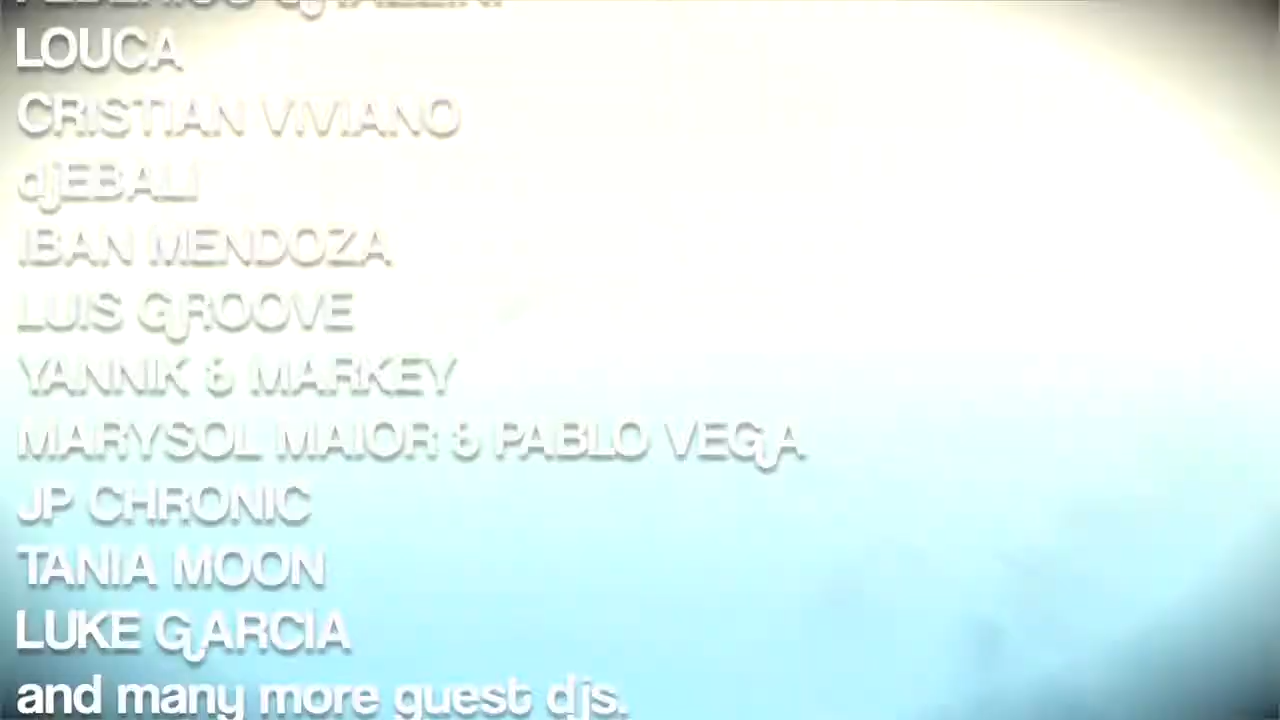 LOUCA
CRISTIAN VIVIANO
djEBALI
IBAN MENDOZA
LUIS GROOVE
YANNIK & MARKEY
MARYSOL MAIOR & PABLO VEGA
JP CHRONIC
TANIA MOON
LUKE GARCIA
and many more guest djs.